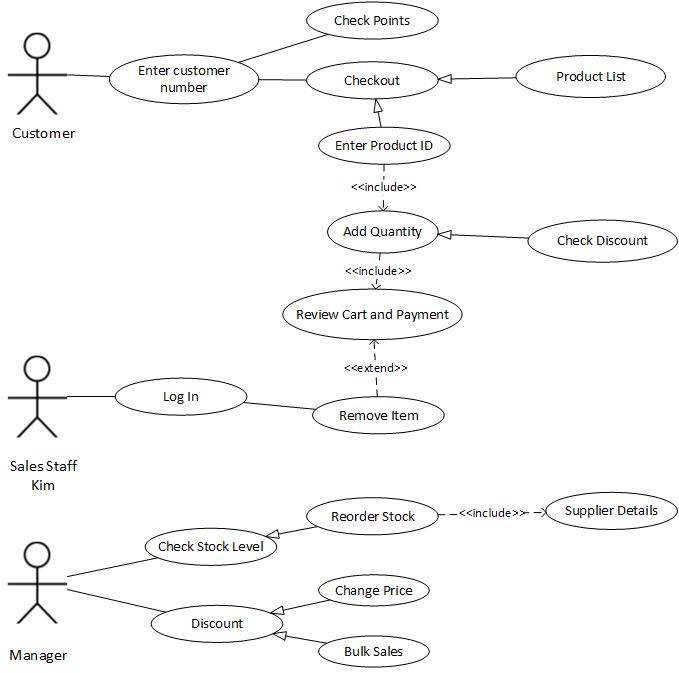 Check Points
Enter customer
number
Checkout
Product List
Customer
Enter Product ID
<<include>>
Add Quantity
Check Discount
<<include>>
Review Cart and Payment
<<extend>>
Log In
Remove Item
Sales Staff
Kim
Reorder Stock
<<include>>
Supplier Details
Check Stock Level
Change Price
Discount
Bulk Sales
Manager